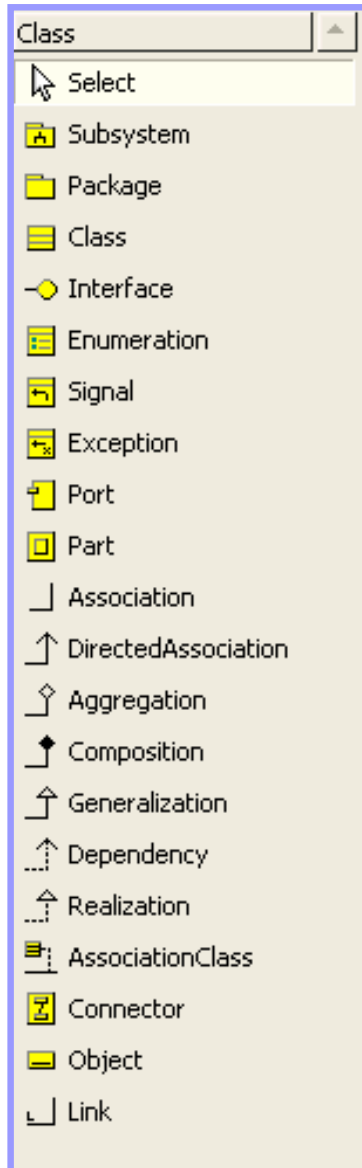 Class
Select
Subsystem
Package
Class
Interface
Enumeration
Signal
Exception
Port
Part
Association
DirectedAssociation
Aggregation
Composition
Generalization
Dependency
Realization
AssociationClass
Connector
Object
Link